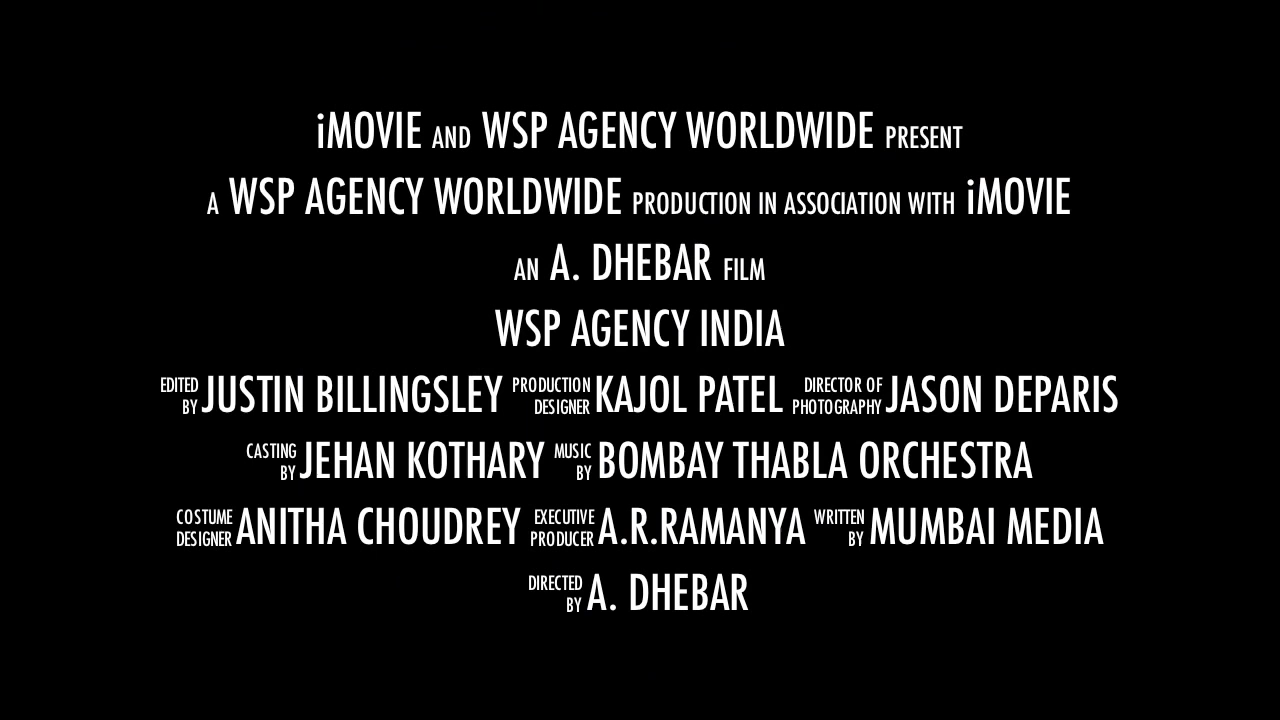 iMOVIE AND WSP AGENCY WORLDWIDE PRESENT
A WSP AGENCY WORLDWIDE PRODUCTION IN ASSOCIATION WITH iMOVIE
AN A. DHEBAR FILM
WSP AGENCY INDIA
EDITED BY JUSTIN BILLINGSLEY PRODUCTION DESIGNER KAJOL PATEL DIRECTOR OF PHOTOGRAPHY JASON DEPARIS
CASTING BY JEHAN KOTHARY MUSIC BY BOMBAY THABLA ORCHESTRA
COSTUME DESIGNER ANITHA CHOUDREY EXECUTIVE PRODUCER A.R.RAMANYA WRITTEN BY MUMBAI MEDIA
DIRECTED BY A. DHEBAR